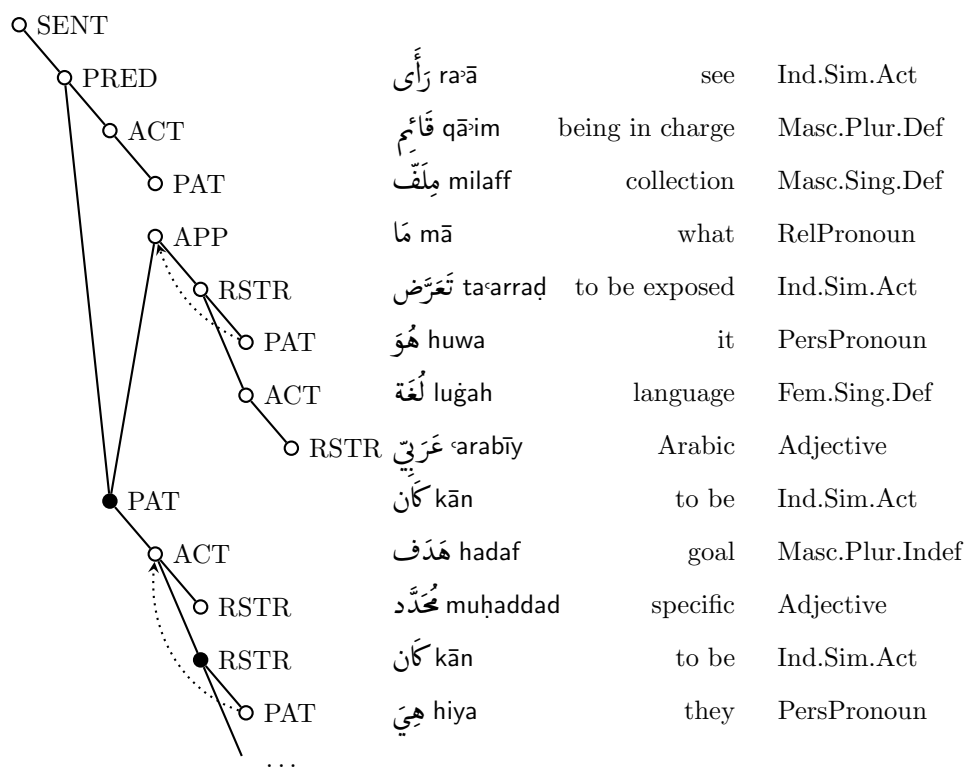 SENT
PRED رَأَى raʾā see Ind.Sim.Act
ACT قَائِم qāʾim being in charge Masc.Plur.Def
PAT مِلَفّ milaff collection Masc.Sing.Def
APP مَا mā what RelPronoun
RSTR تَعَرَّض taʿarraḍ to be exposed Ind.Sim.Act
PAT هُوَ huwa it PersPronoun
ACT لُغَة luġah language Fem.Sing.Def
RSTR عَرَبِيّ ʿarabīy Arabic Adjective
PAT كَان kān to be Ind.Sim.Act
ACT هَدَف hadaf goal Masc.Plur.Indef
RSTR مُحَدَّد muḥaddad specific Adjective
RSTR كَان kān to be Ind.Sim.Act
PAT هِيَ hiya they PersPronoun
...